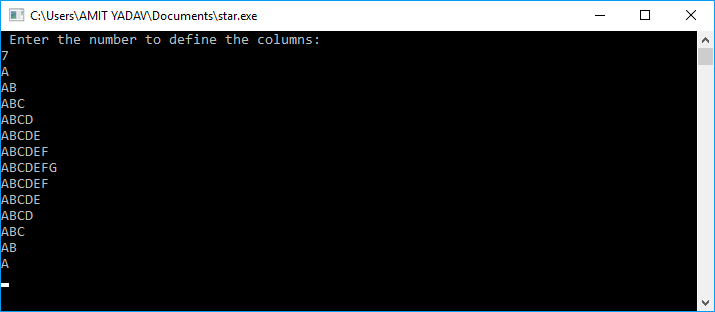 C:\Users\AMIT YADAV\Documents\star.exe
Enter the number to define the columns:
7
A
AB
ABC
ABCD
ABCDE
ABCDEF
ABCDEFG
ABCDEF
ABCDE
ABCD
ABC
AB
A